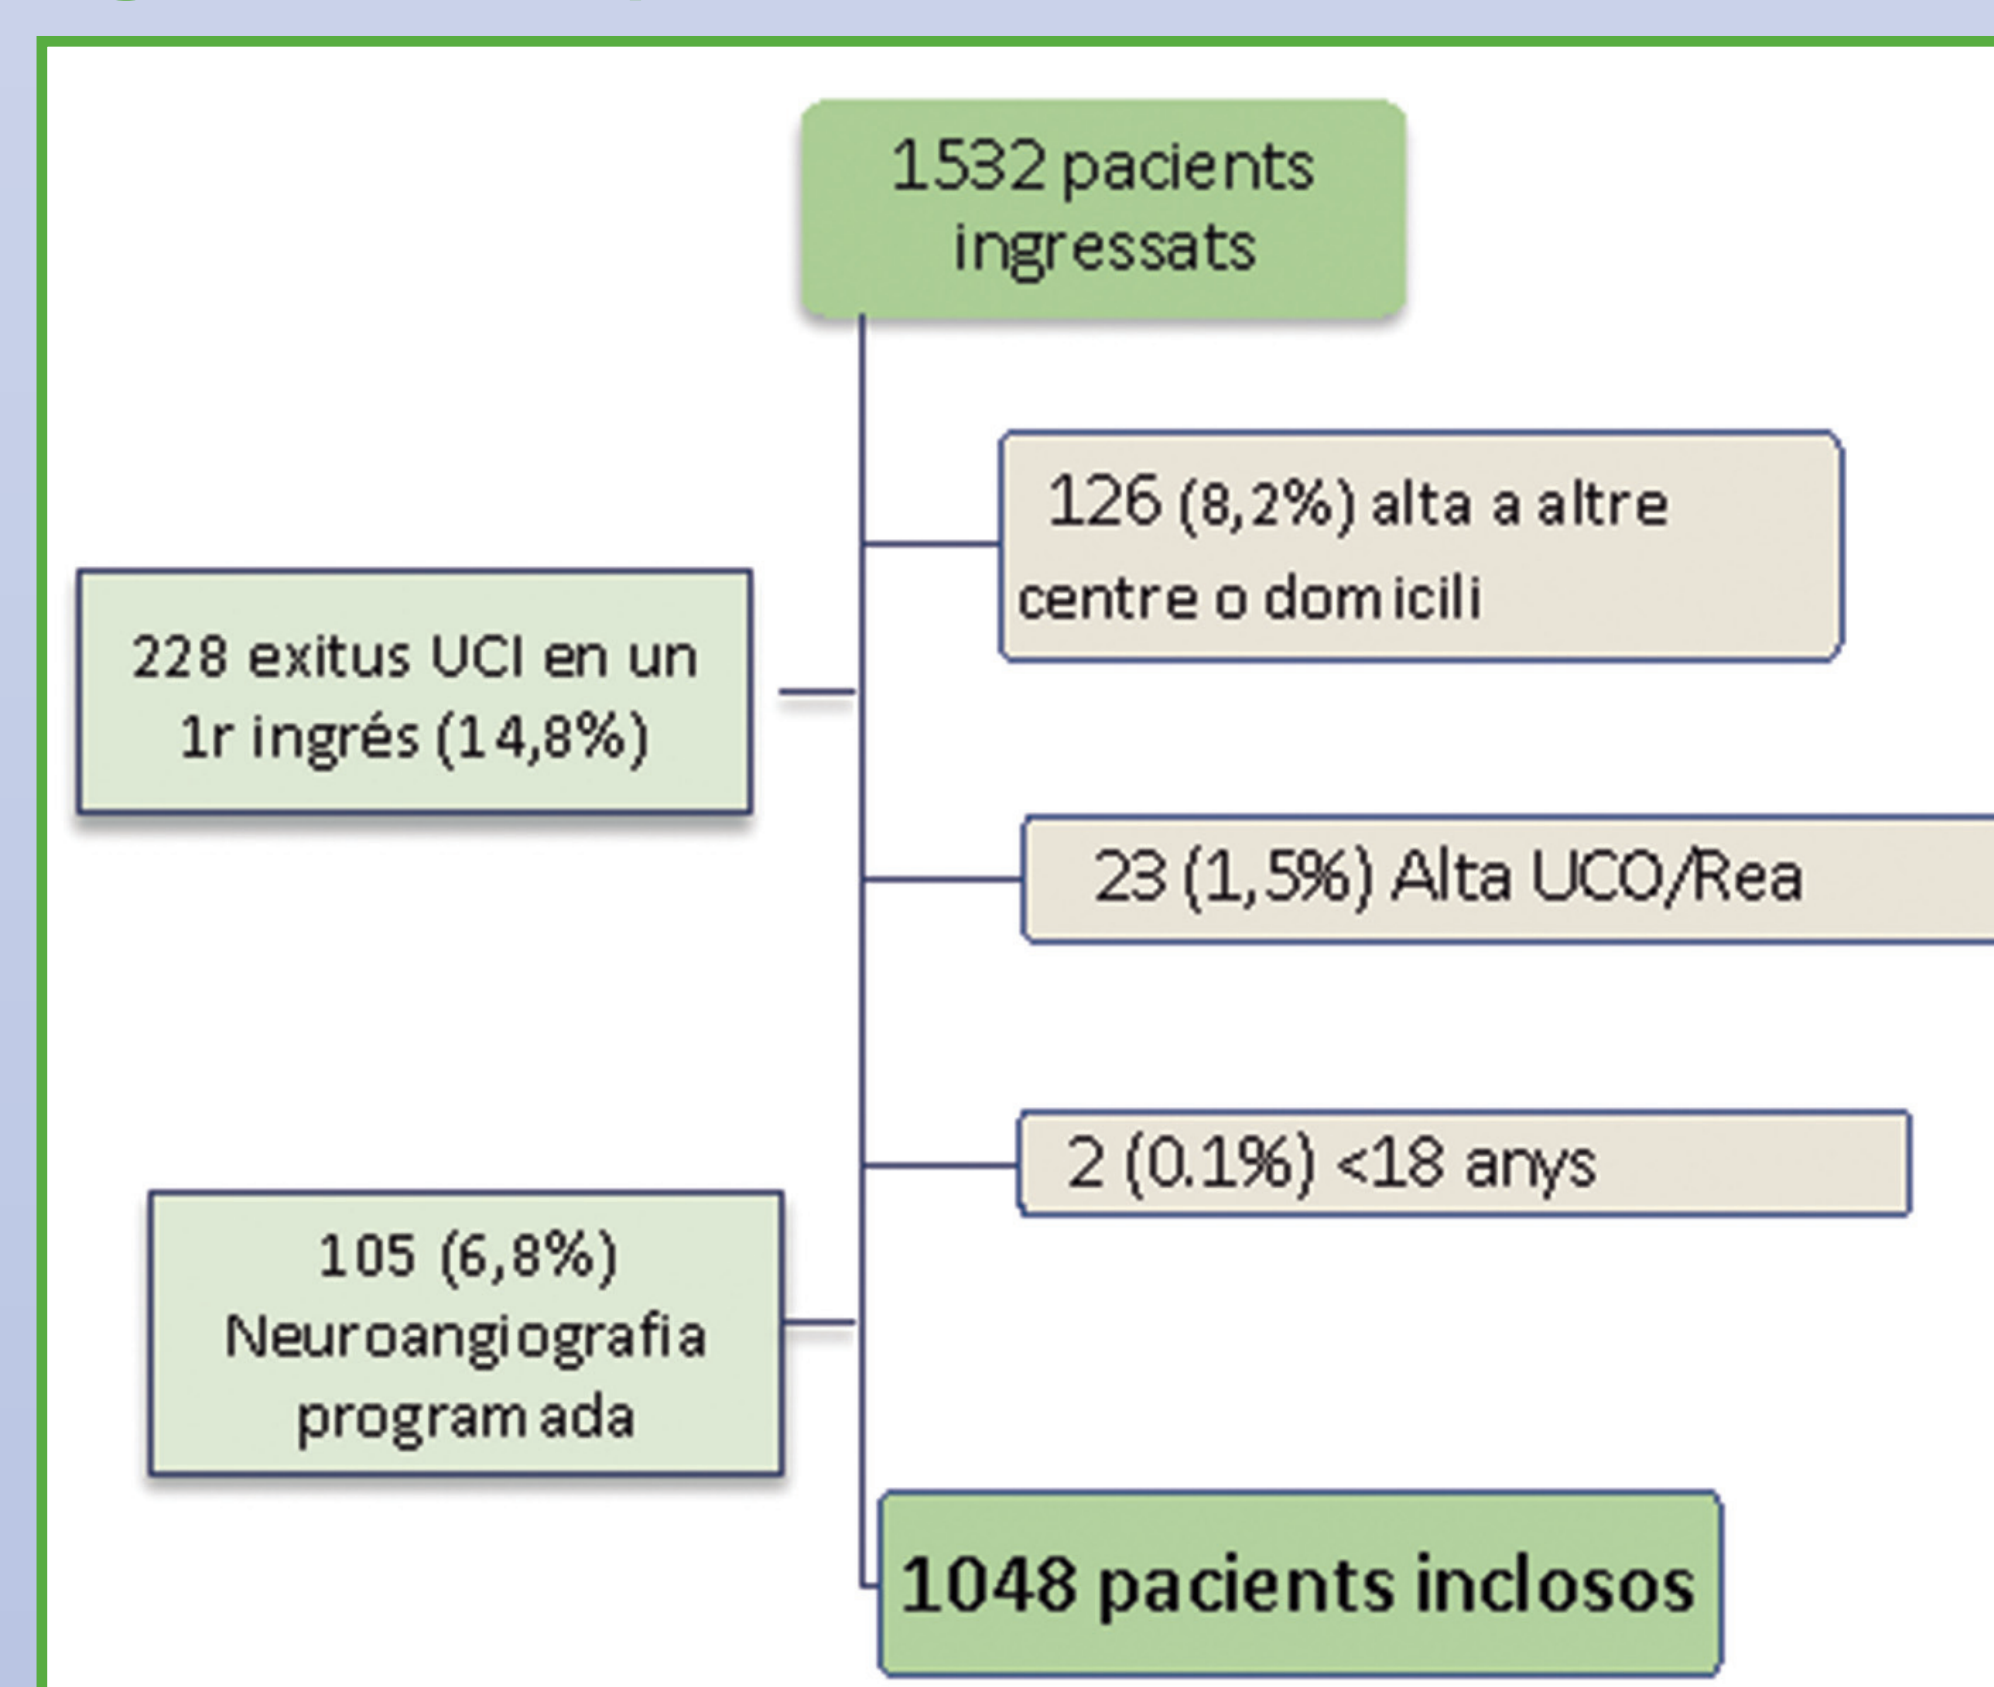 1532 pacients
ingressats
126 (8,2%) alta a altre
centre o domicili
228 exitus UCI en un
1r ingrés (14,8%)
23 (1,5%) Alta UCO/Rea
2 (0.1%) <18 anys
105 (6,8%)
Neuroangiografia
programada
1048 pacients inclosos